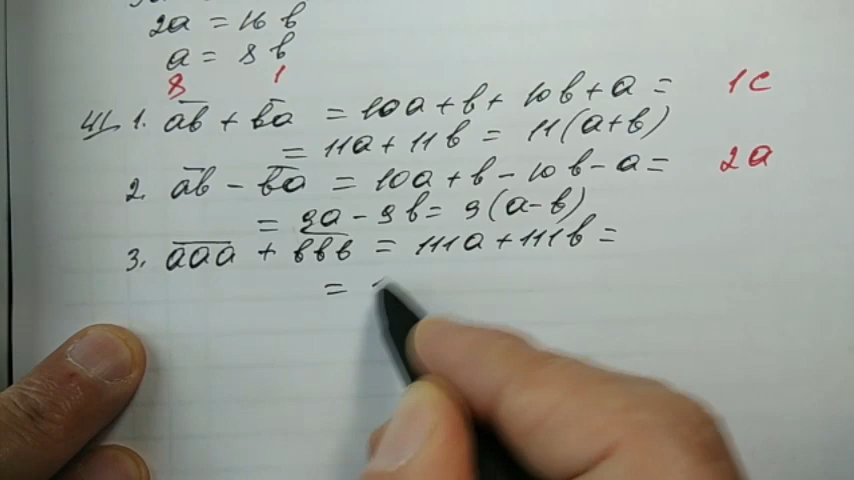 2a = 16 b
a = 8 b
8 1
41. 1. ab + ba = 10a + b + 10b + a = 1c
= 11a + 11b = 11(a+b)
2. ab - ba = 10a + b - 10b - a = 2a
= 9a - 9b = 9(a-b)
3. aaa + bbb = 111a + 111b =
=